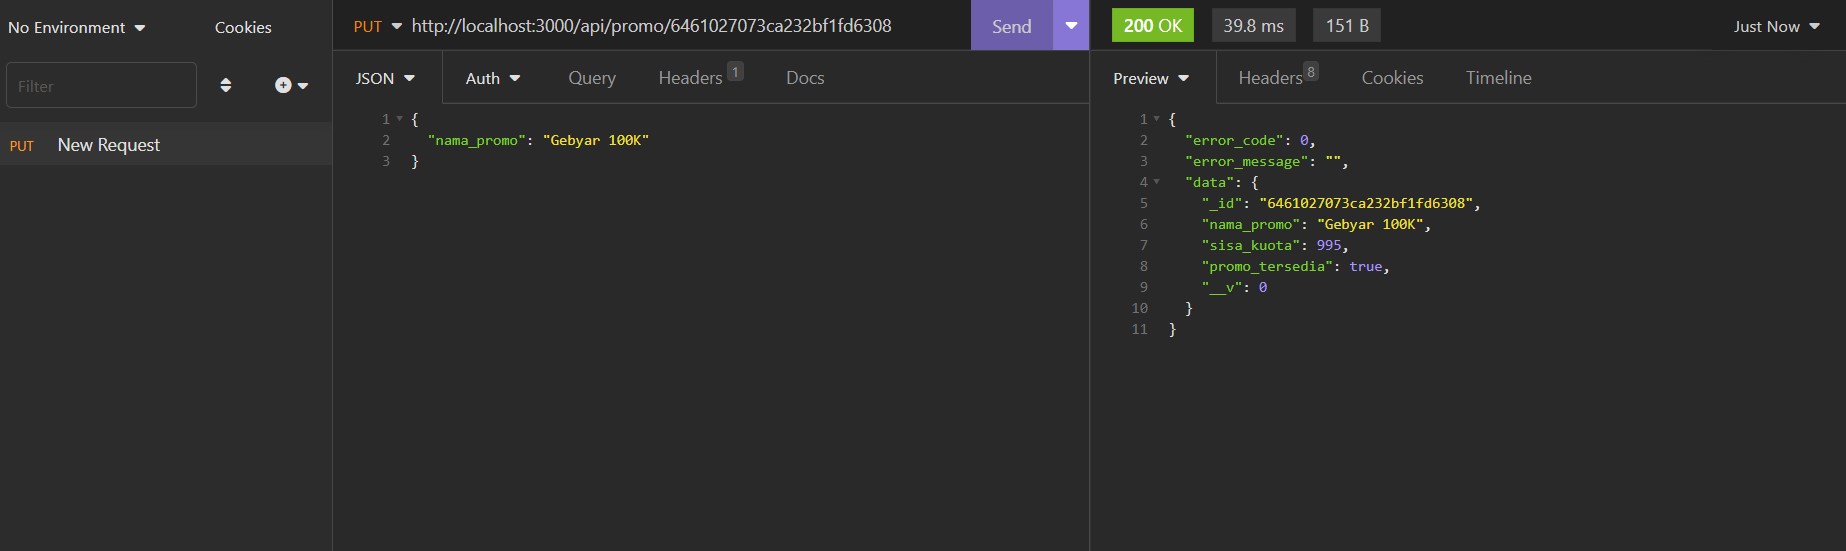 No Environment
Cookies
Filter
PUT New Request
PUT http://localhost:3000/api/promo/6461027073ca232bf1fd6308 Send
JSON Auth Query Headers 1 Docs
1 {
2 "nama_promo": "Gebyar 100K"
3 }
200 OK 39.8 ms 151 B Just Now
Preview Headers 8 Cookies Timeline
1 {
2 "error_code": 0,
3 "error_message": "",
4 "data": {
5 "_id": "6461027073ca232bf1fd6308",
6 "nama_promo": "Gebyar 100K",
7 "sisa_kuota": 995,
8 "promo_tersedia": true,
9 "__v": 0
10 }
11 }